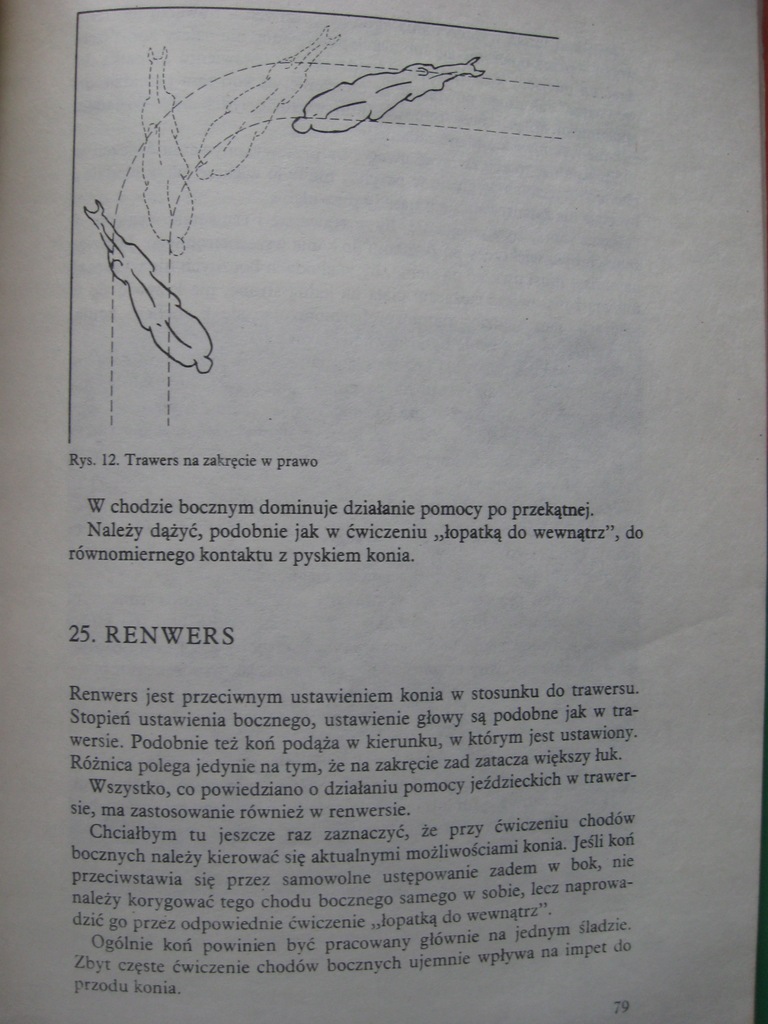 Rys. 12. Trawers na zakręcie w prawo
W chodzie bocznym dominuje działanie pomocy po przekątnej.
Należy dążyć, podobnie jak w ćwiczeniu „łopatką do wewnątrz”, do
równomiernego kontaktu z pyskiem konia.
25. RENWERS
Renwers jest przeciwnym ustawieniem konia w stosunku do trawersu.
Stopień ustawienia bocznego, ustawienie głowy są podobne jak w tra-
wersie. Podobnie też koń podąża w kierunku, w którym jest ustawiony.
Różnica polega jedynie na tym, że na zakręcie zad zatacza większy łuk.
Wszystko, co powiedziano o działaniu pomocy jeździeckich w trawer-
sie, ma zastosowanie również w renwersie.
Chciałbym tu jeszcze raz zaznaczyć, że przy ćwiczeniu chodów
bocznych należy kierować się aktualnymi możliwościami konia. Jeśli koń
przeciwstawia się przez samowolne ustępowanie zadem w bok, nie
należy korygować tego chodu bocznego samego w sobie, lecz naprowa-
dzić go przez odpowiednie ćwiczenie „łopatką do wewnątrz”.
Ogólnie koń powinien być pracowany głównie na jednym śladzie.
Zbyt częste ćwiczenie chodów bocznych ujemnie wpływa na impet do
przodu konia.
79